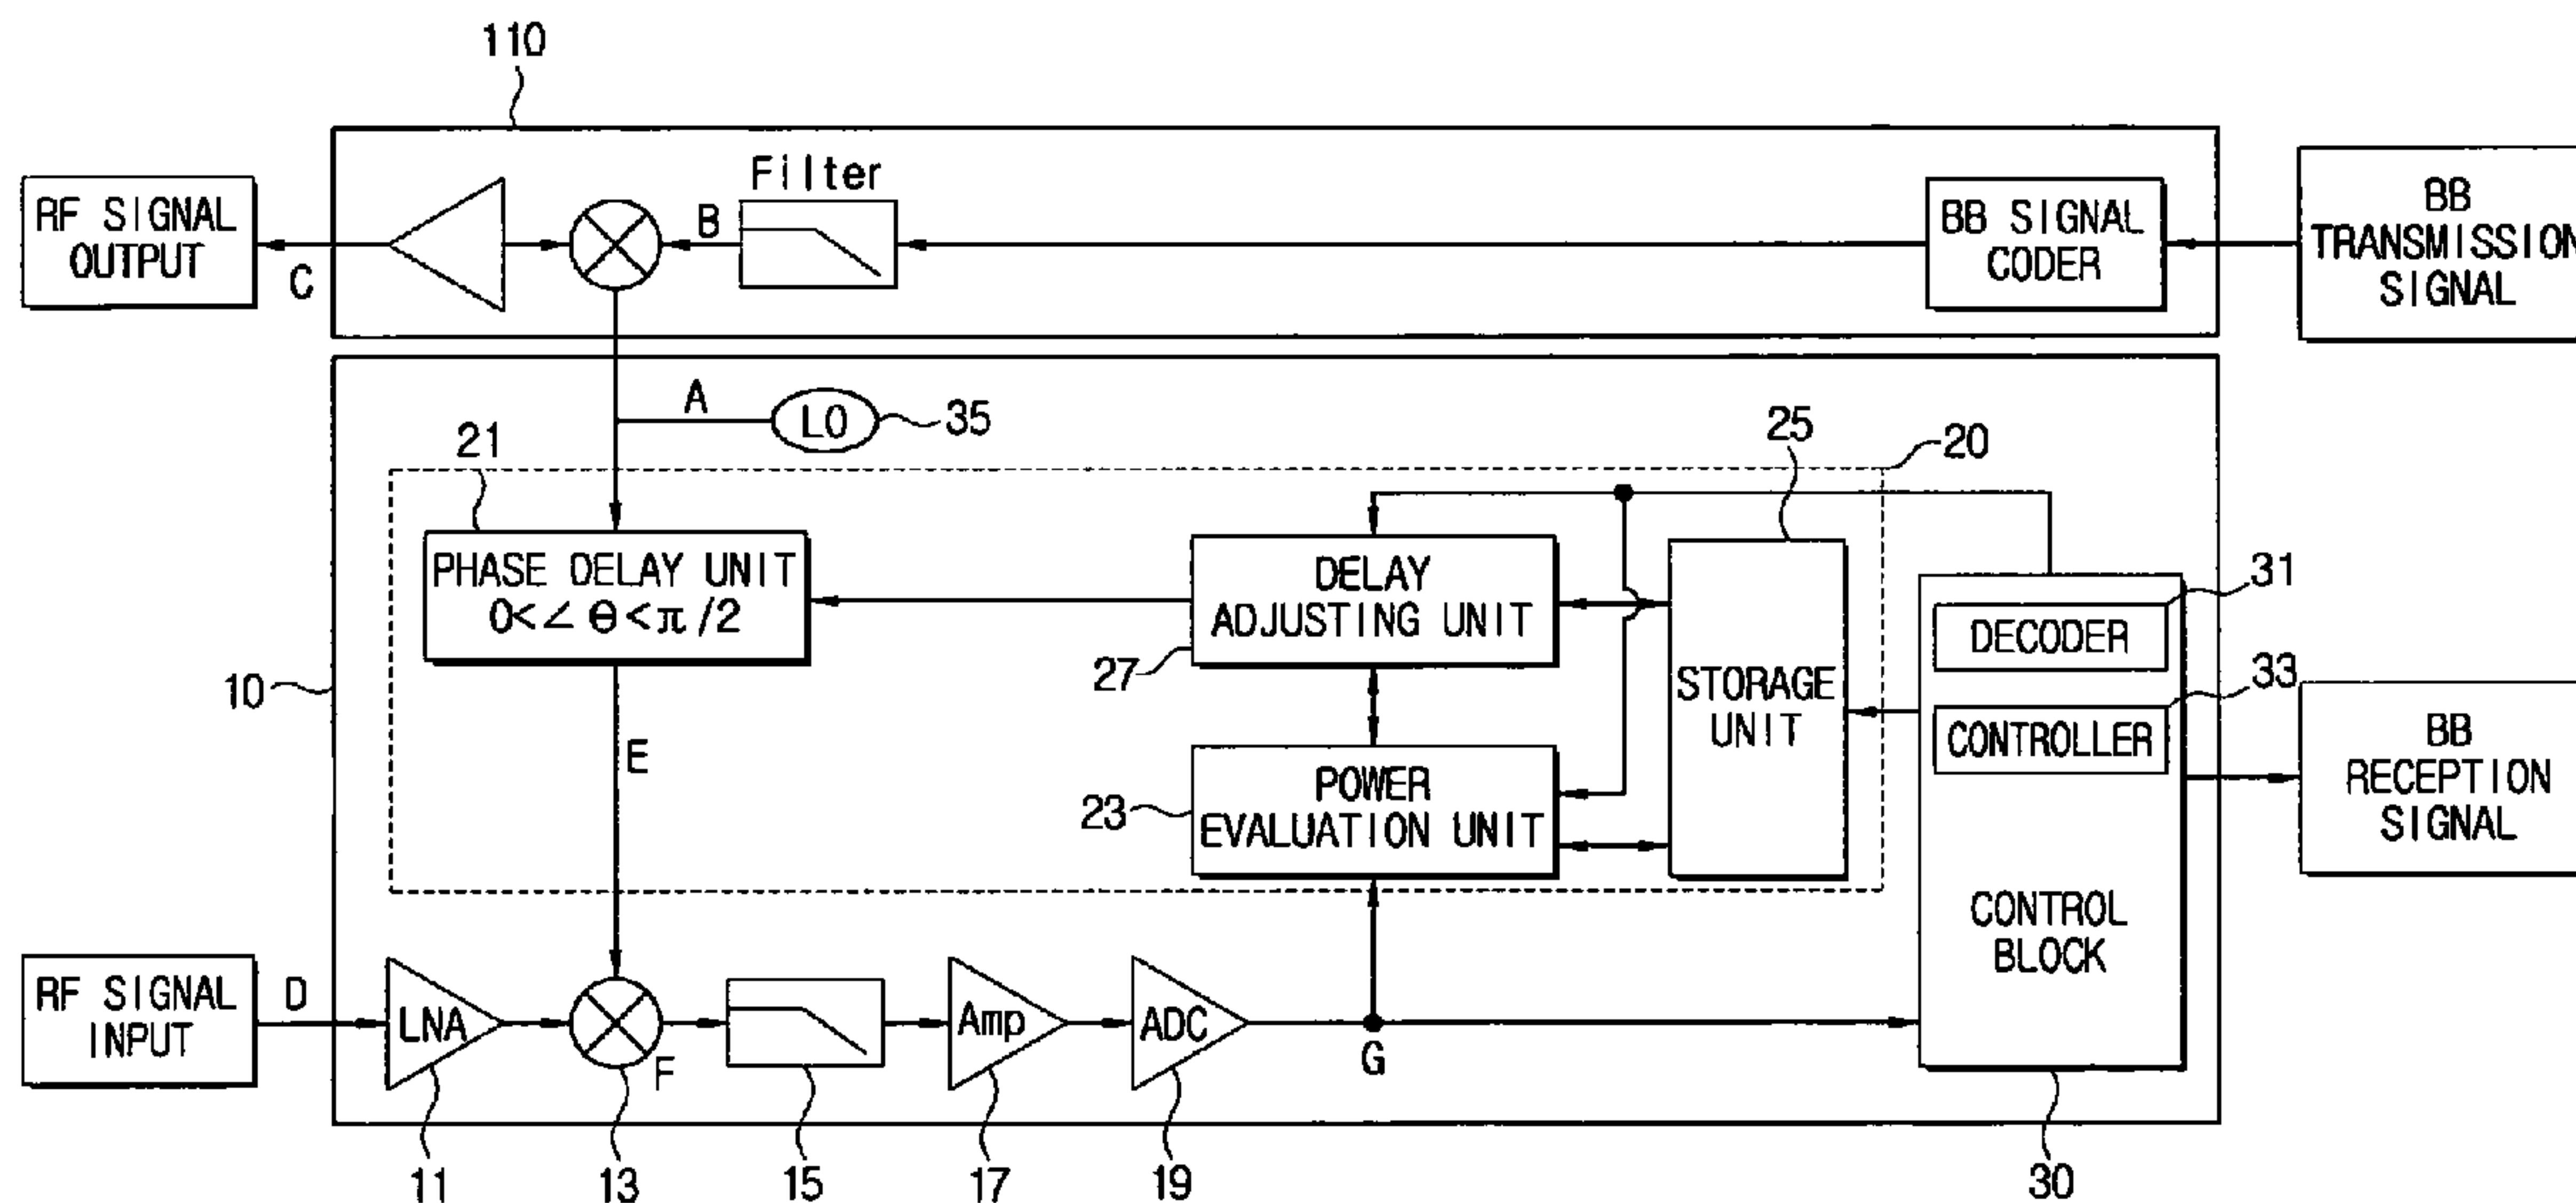 110
RF SIGNAL
OUTPUT
C
B
Filter
BB SIGNAL
CODER
BB
TRANSMISSION
SIGNAL
A
LO
35
21
25
20
PHASE DELAY UNIT
0<∠θ<π/2
DELAY
ADJUSTING UNIT
27
STORAGE
UNIT
31
DECODER
33
CONTROLLER
CONTROL
BLOCK
10
E
23
POWER
EVALUATION UNIT
BB
RECEPTION
SIGNAL
RF SIGNAL
INPUT
D
LNA
F
Amp
ADC
G
11
13
15
17
19
30